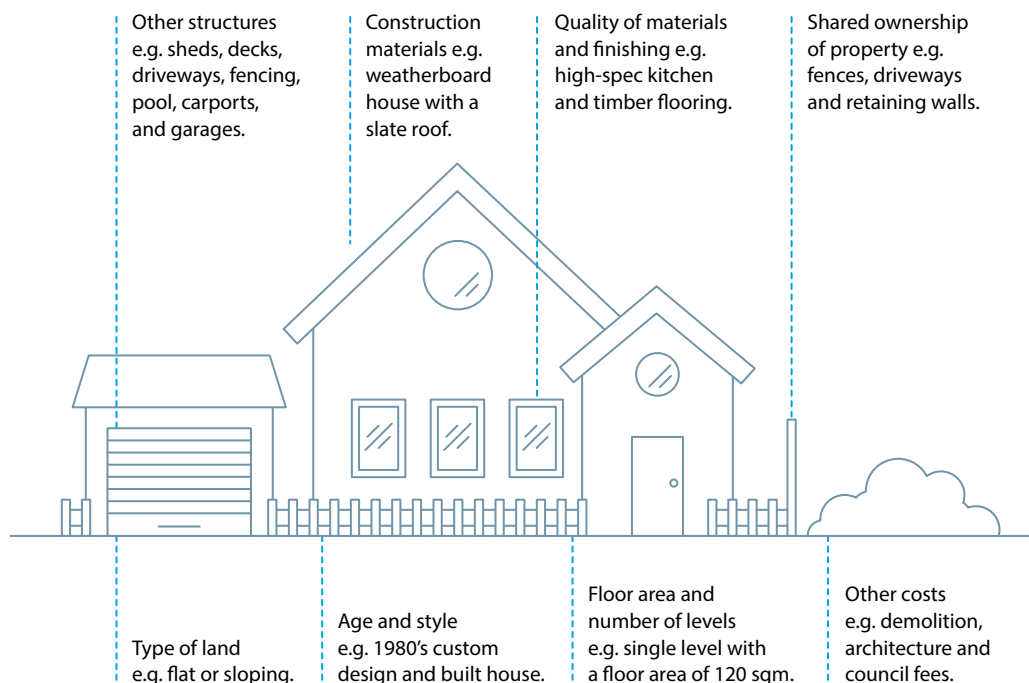 Other structures
e.g. sheds, decks,
driveways, fencing,
pool, carports,
and garages.
Construction
materials e.g.
weatherboard
house with a
slate roof.
Quality of materials
and finishing e.g.
high-spec kitchen
and timber flooring.
Shared ownership
of property e.g.
fences, driveways
and retaining walls.
Type of land
e.g. flat or sloping.
Age and style
e.g. 1980’s custom
design and built house.
Floor area and
number of levels
e.g. single level with
a floor area of 120 sqm.
Other costs
e.g. demolition,
architecture and
council fees.